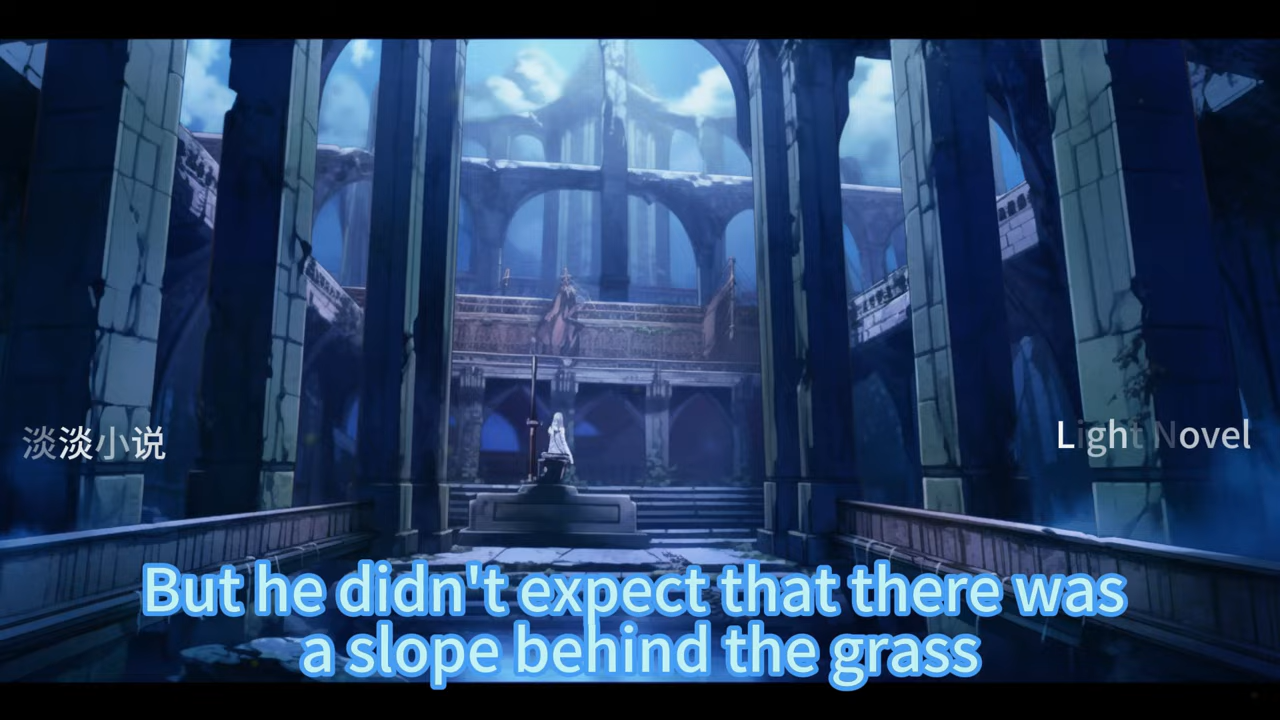 淡淡小说
Light Novel
But he didn't expect that there was
a slope behind the grass